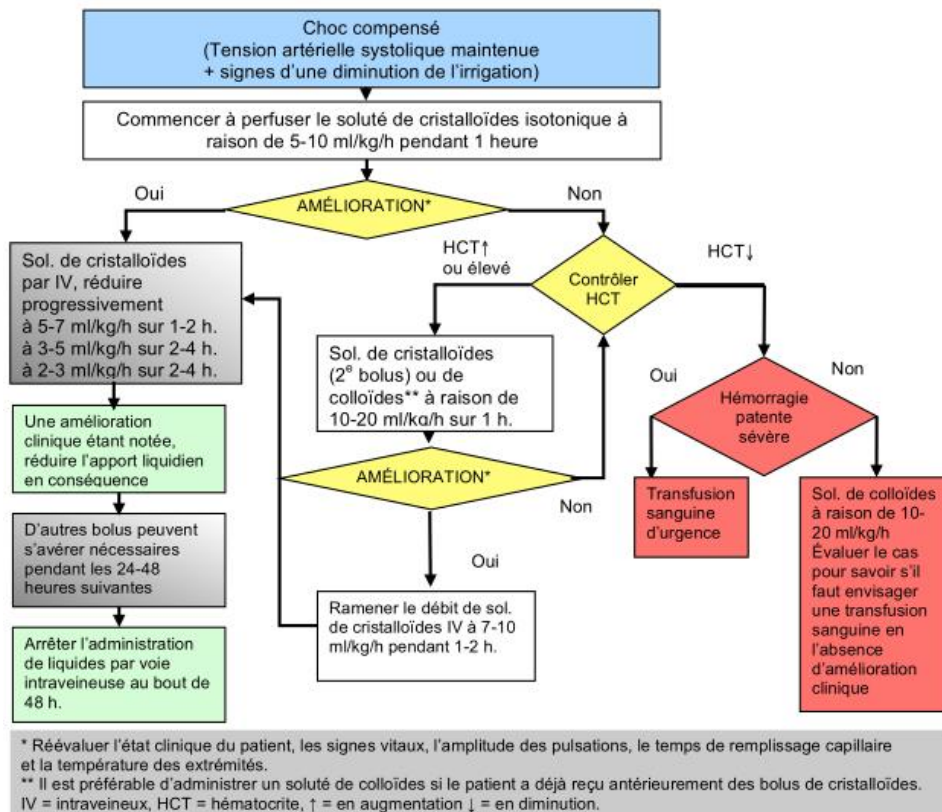 Choc compensé
(Tension artérielle systolique maintenue
+ signes d'une diminution de l'irrigation)
Commencer à perfuser le soluté de cristalloïdes isotonique à
raison de 5-10 ml/kg/h pendant 1 heure
Oui
AMÉLIORATION*
Non
Sol. de cristalloïdes
par IV, réduire
progressivement
à 5-7 ml/kg/h sur 1-2 h.
à 3-5 ml/kg/h sur 2-4 h.
à 2-3 ml/kg/h sur 2-4 h.
HCT↑
ou élevé
Contrôler
HCT
HCT↓
Sol. de cristalloïdes
(2e bolus) ou de
colloïdes** à raison de
10-20 ml/kg/h sur 1 h.
Oui
Hémorragie
patente
sévère
Non
Une amélioration
clinique étant notée,
réduire l'apport liquidien
en conséquence
AMÉLIORATION*
Non
Transfusion
sanguine
d'urgence
Sol. de colloïdes
à raison de 10-
20 ml/kg/h
Évaluer le cas
pour savoir s'il
faut envisager
une transfusion
sanguine en
l'absence
d'amélioration
clinique
D'autres bolus peuvent
s'avérer nécessaires
pendant les 24-48
heures suivantes
Oui
Ramener le débit de sol.
de cristalloïdes IV à 7-10
ml/kg/h pendant 1-2 h.
Arrêter l'administration
de liquides par voie
intraveineuse au bout de
48 h.
* Réévaluer l'état clinique du patient, les signes vitaux, l'amplitude des pulsations, le temps de remplissage capillaire
et la température des extrémités.
** Il est préférable d'administrer un soluté de colloïdes si le patient a déjà reçu antérieurement des bolus de cristalloïdes.
IV = intraveineux, HCT = hématocrite, ↑ = en augmentation ↓ = en diminution.